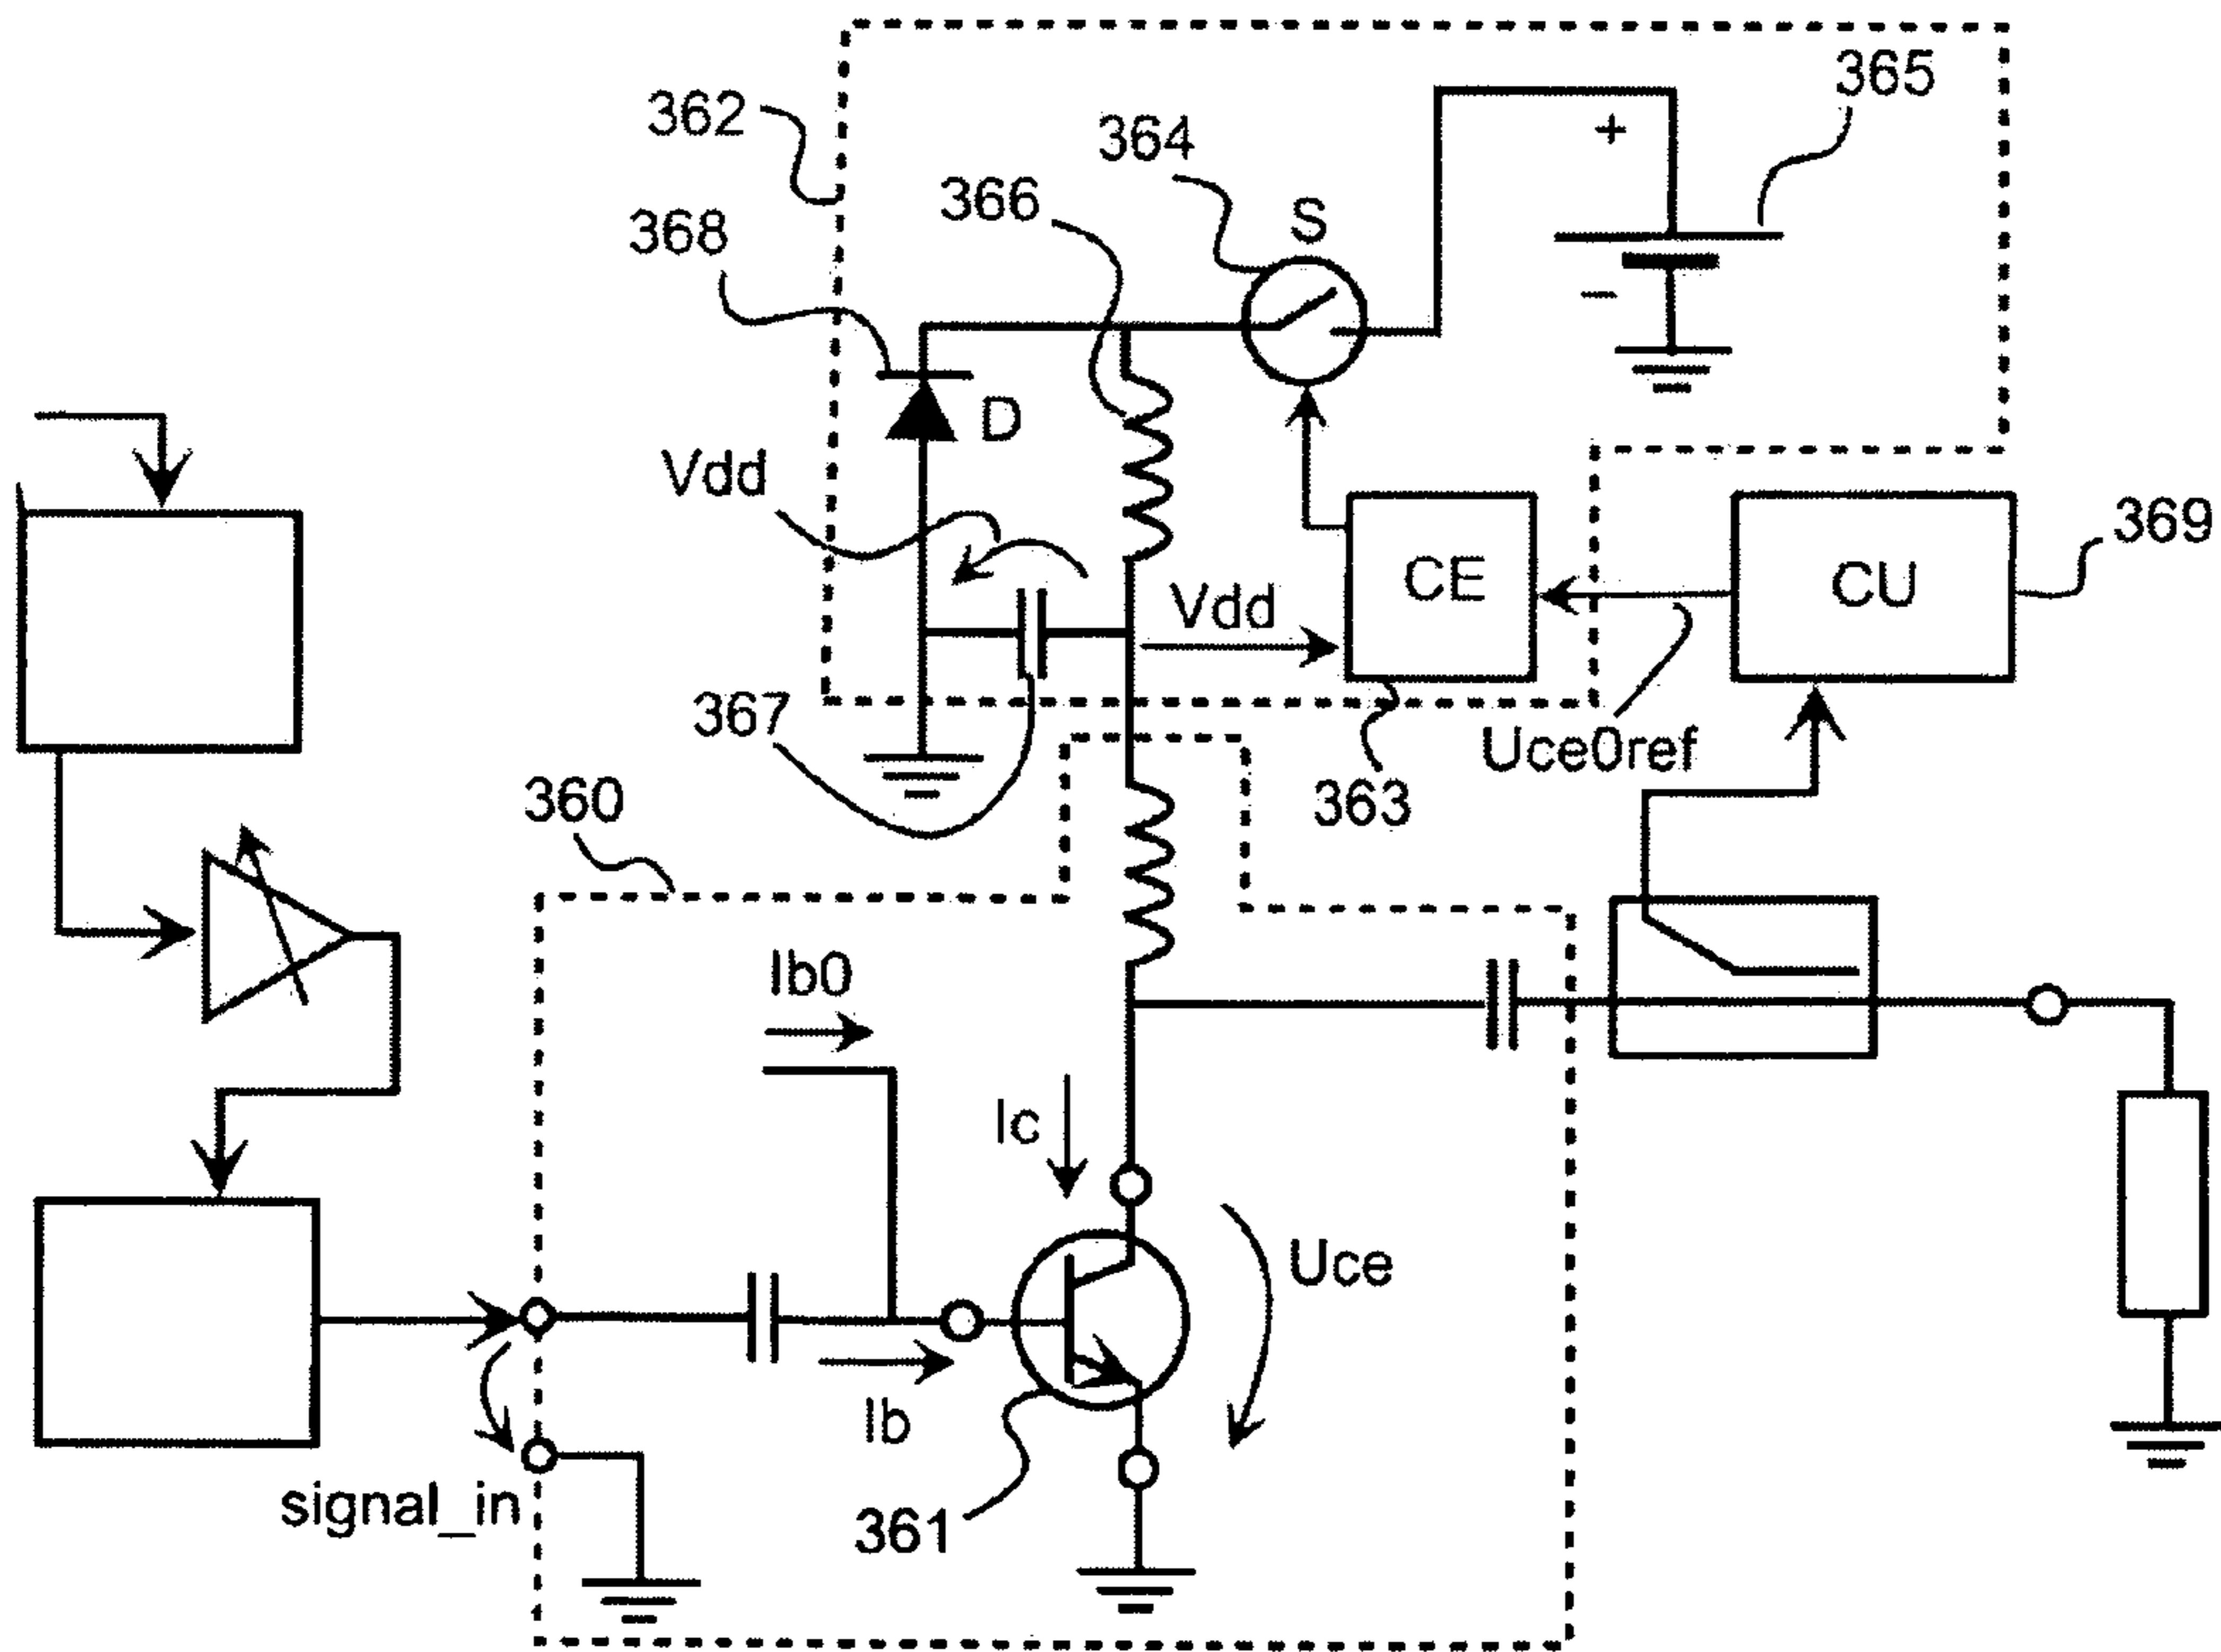 365
362
364
+
366
S
368
-
D
Vdd
369
CE
CU
Vdd
367
Uce0ref
360
363
Ib0
Ic
Uce
Ib
signal_in
361